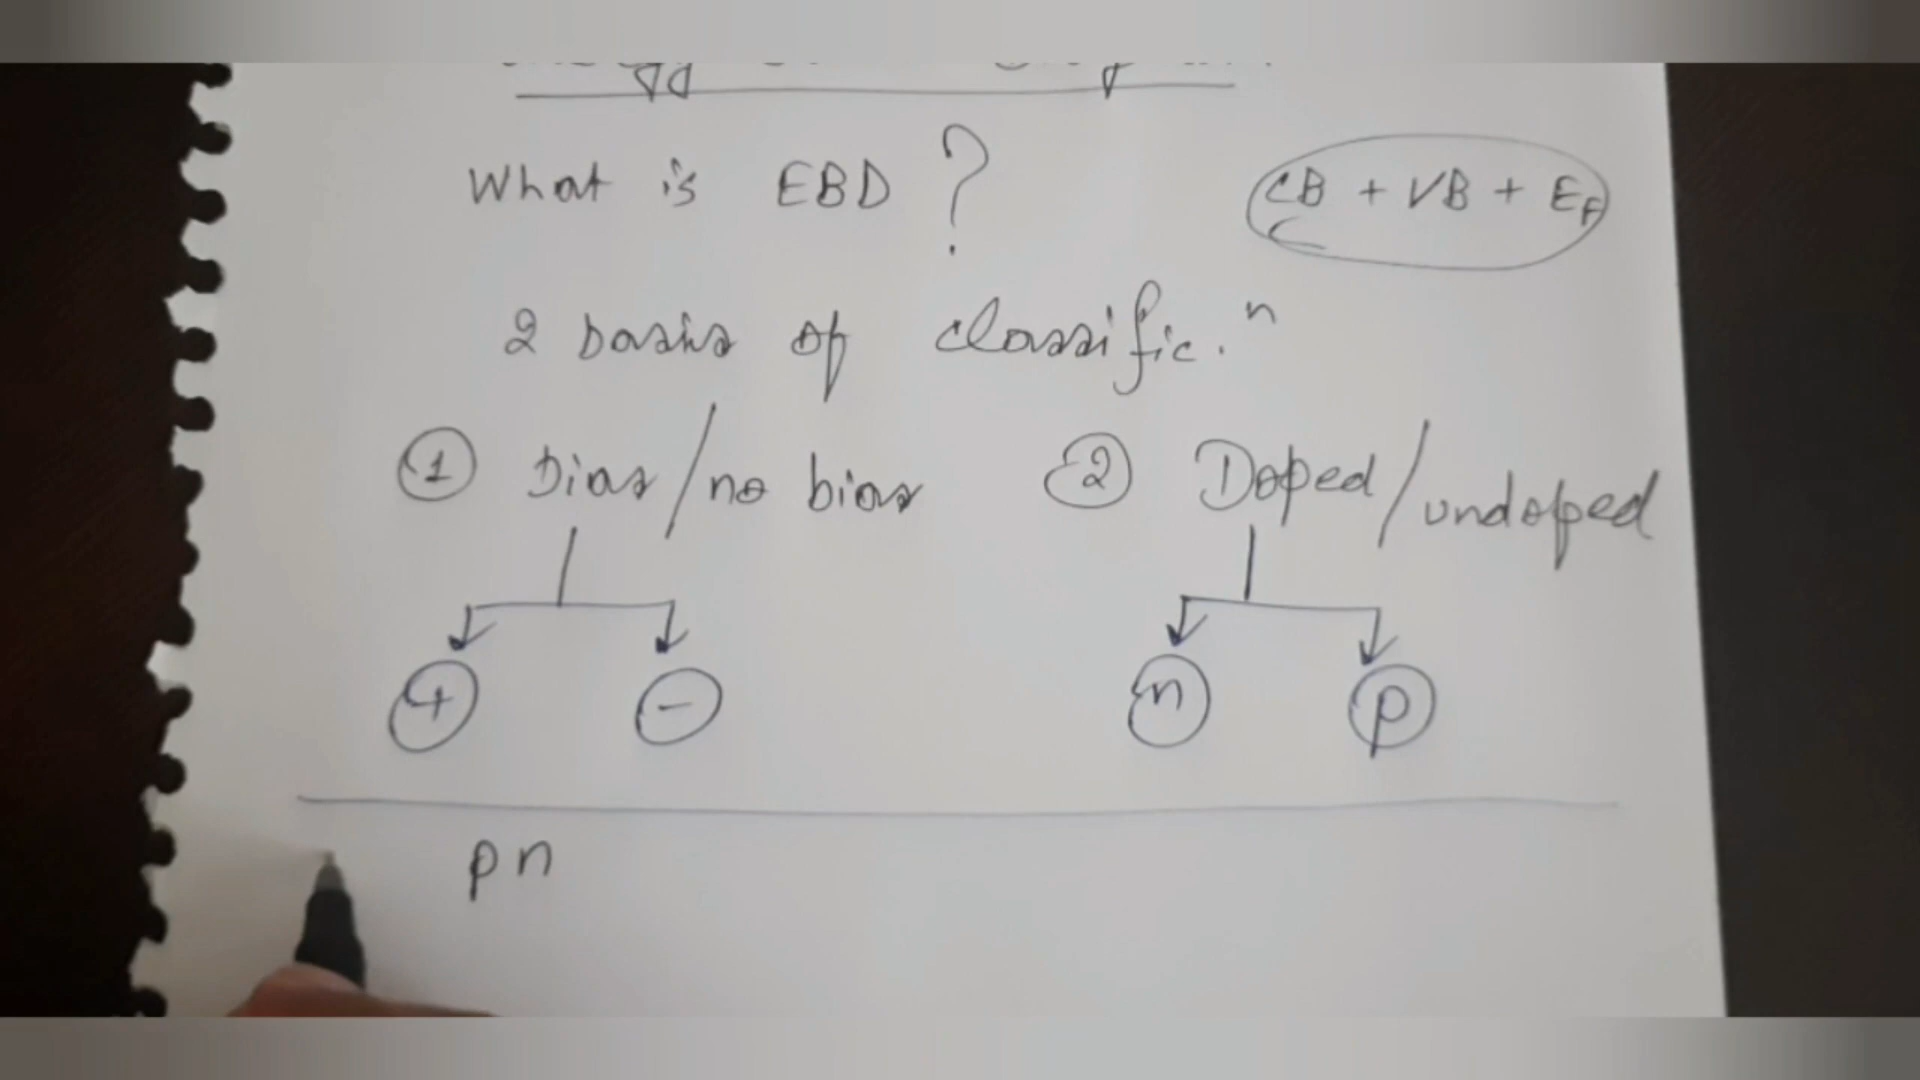 What is EBD ?
CB + VB + EF
2 basis of classific.n
1 bias / no bias
2 Doped / undoped
+ -
n p
pn